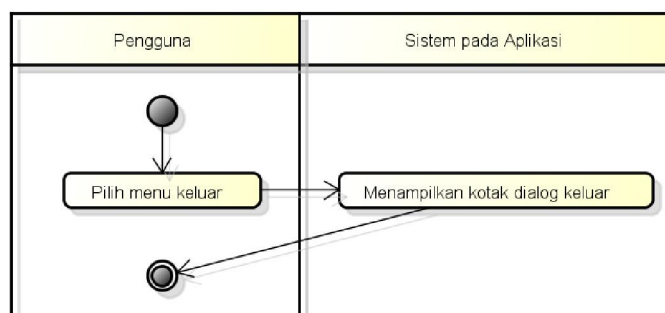 Pengguna
Sistem pada Aplikasi
Pilih menu keluar
Menampilkan kotak dialog keluar